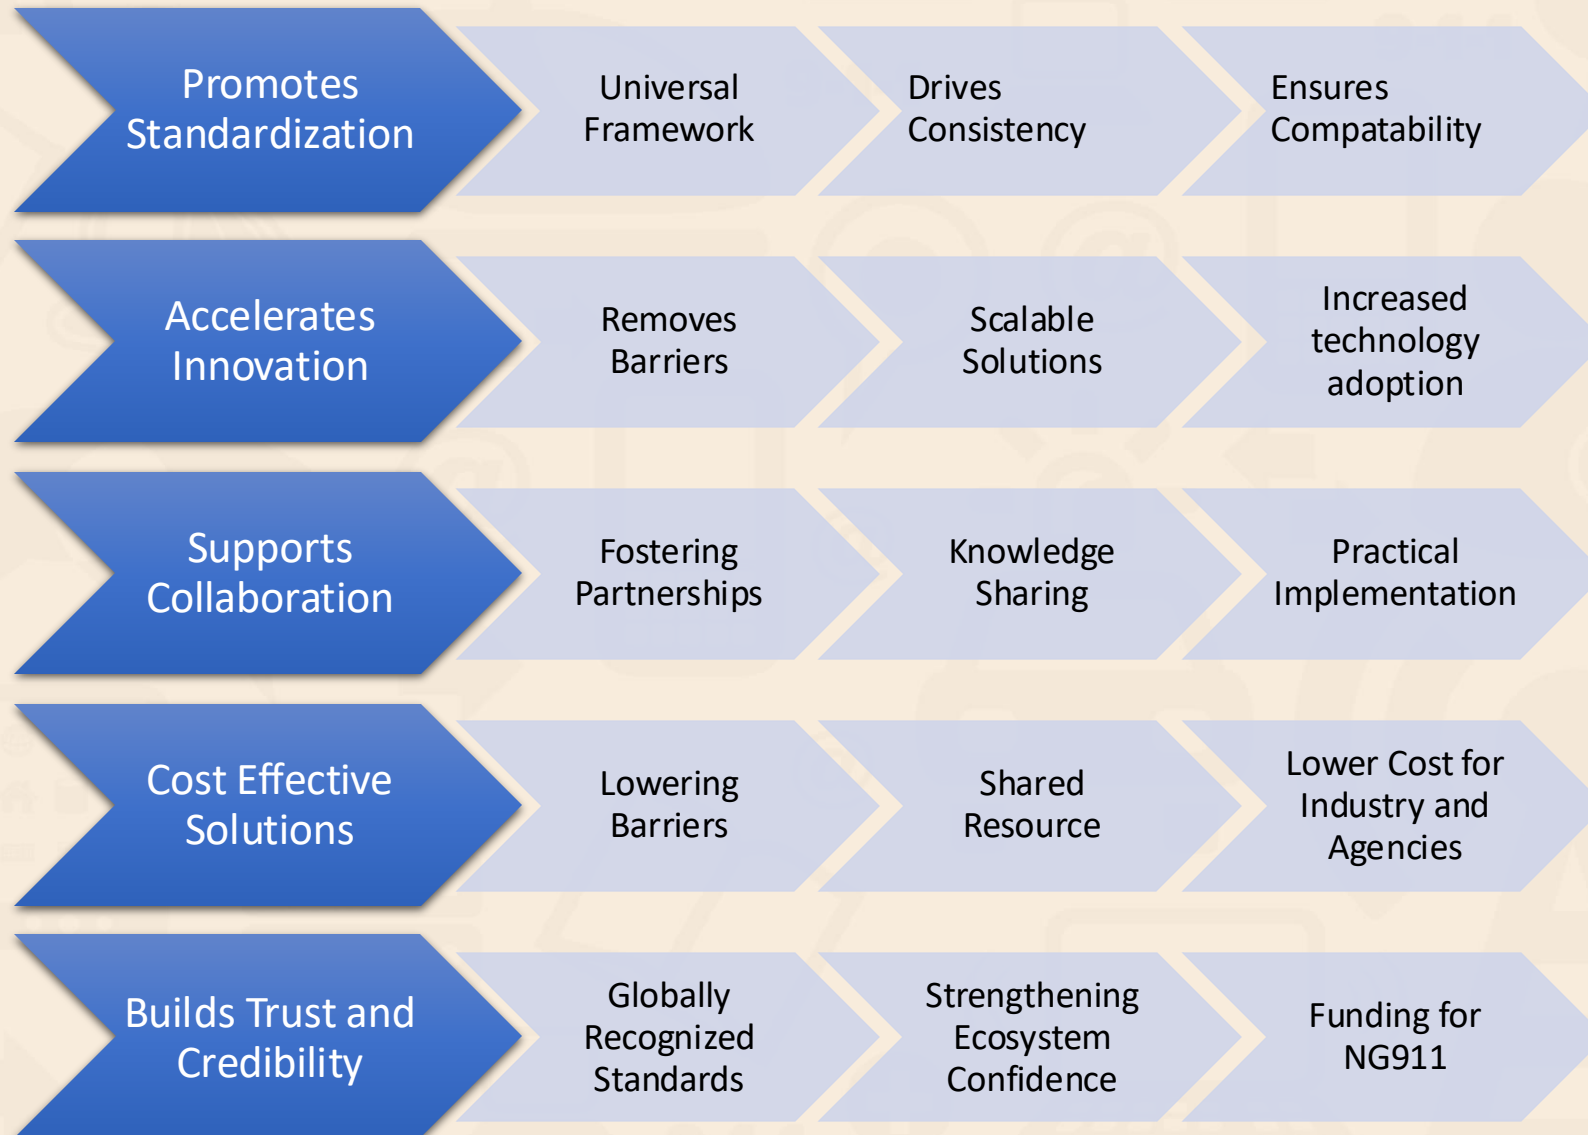 Promotes
Standardization
Universal
Framework
Drives
Consistency
Ensures
Compatability
Accelerates
Innovation
Removes
Barriers
Scalable
Solutions
Increased
technology
adoption
Supports
Collaboration
Fostering
Partnerships
Knowledge
Sharing
Practical
Implementation
Cost Effective
Solutions
Lowering
Barriers
Shared
Resource
Lower Cost for
Industry and
Agencies
Builds Trust and
Credibility
Globally
Recognized
Standards
Strengthening
Ecosystem
Confidence
Funding for
NG911